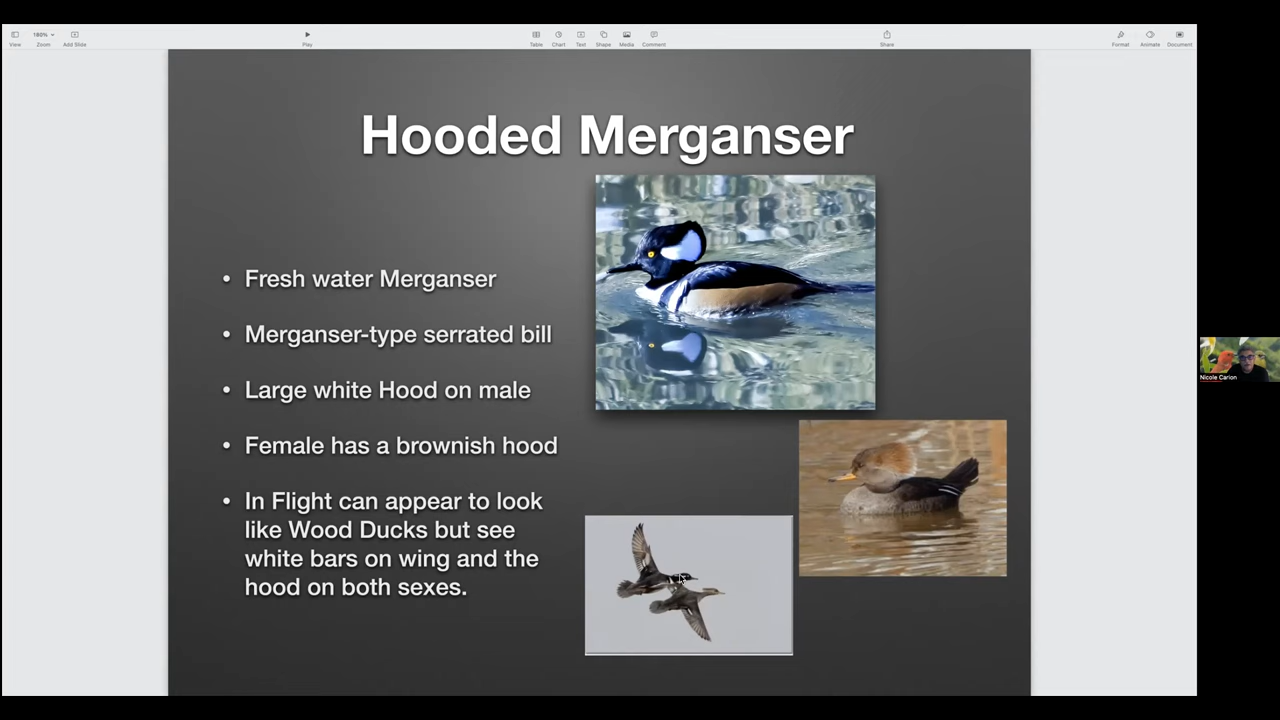 180%
View
Zoom
Add Slide
Play
Table
Chart
Text
Shape
Media
Comment
Share
Format
Animate
Document
Hooded Merganser
• Fresh water Merganser
• Merganser-type serrated bill
• Large white Hood on male
• Female has a brownish hood
• In Flight can appear to look
like Wood Ducks but see
white bars on wing and the
hood on both sexes.
Nicole Carion